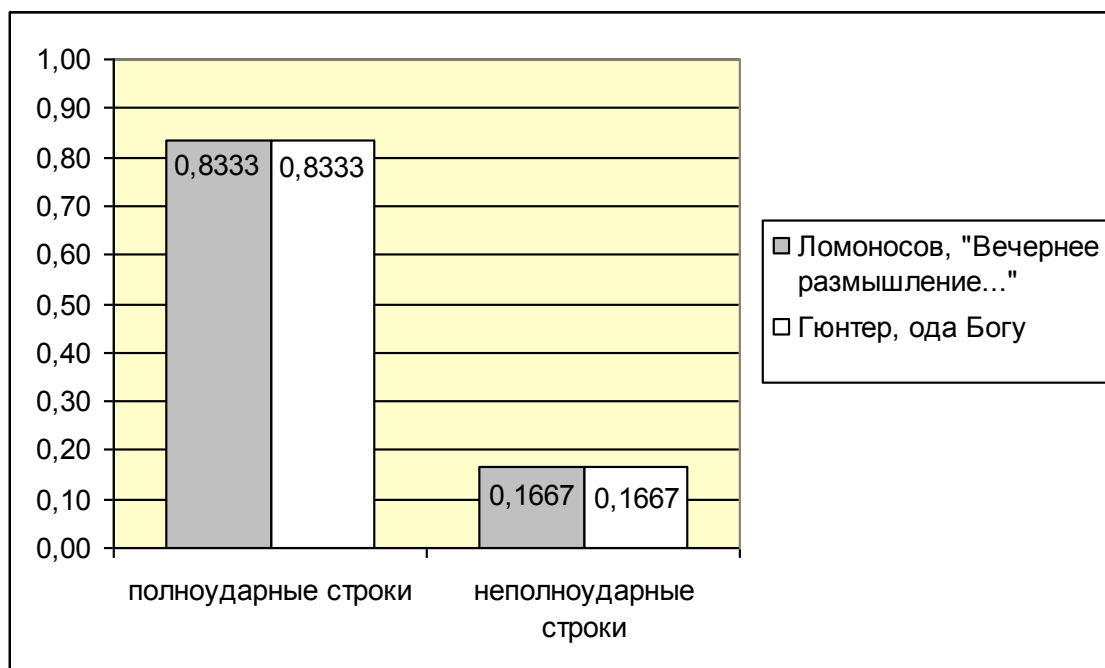 1,00
0,90
0,80
0,70
0,60
0,50
0,40
0,30
0,20
0,10
0,00
0,8333 0,8333
0,1667 0,1667
полноударные строки
неполноударные
строки
Ломоносов, "Вечернее
размышление..."
Гюнтер, ода Богу